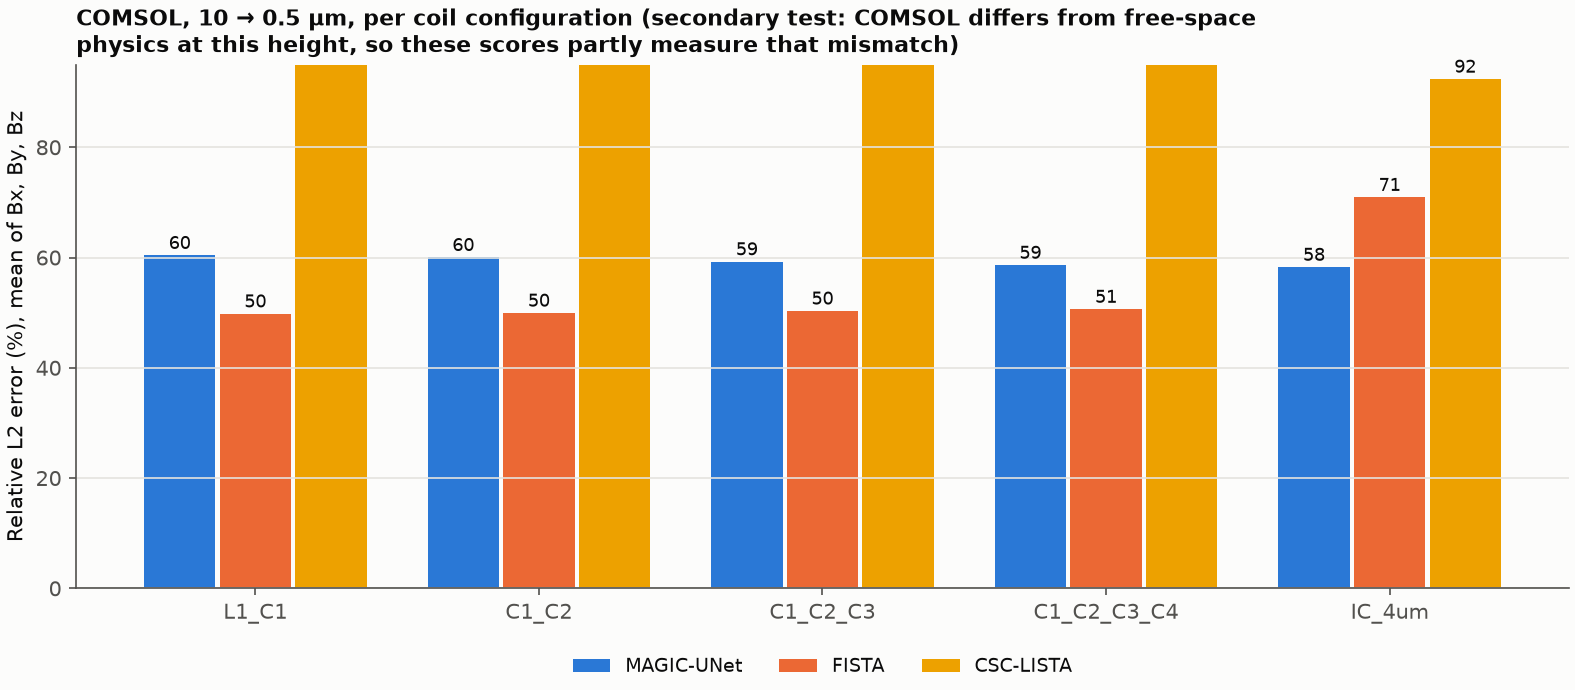 COMSOL, 10 → 0.5 µm, per coil configuration (secondary test: COMSOL differs from free-space
physics at this height, so these scores partly measure that mismatch)
Relative L2 error (%), mean of Bx, By, Bz
80
60
40
20
0
60
50
60
50
59
50
59
51
58
71
92
L1_C1
C1_C2
C1_C2_C3
C1_C2_C3_C4
IC_4um
MAGIC-UNet
FISTA
CSC-LISTA